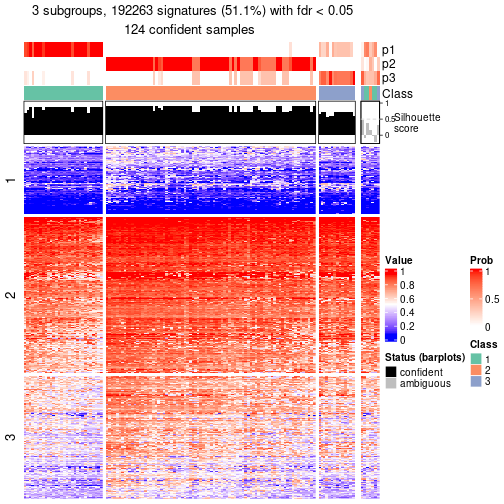 3 subgroups, 192263 signatures (51.1%) with fdr < 0.05
124 confident samples
p1
p2
p3
Class
1
0.5
0
Silhouette
score
1
2
3
Value
1
0.8
0.6
0.4
0.2
0
Prob
1
0.5
0
Status (barplots)
confident
ambiguous
Class
1
2
3